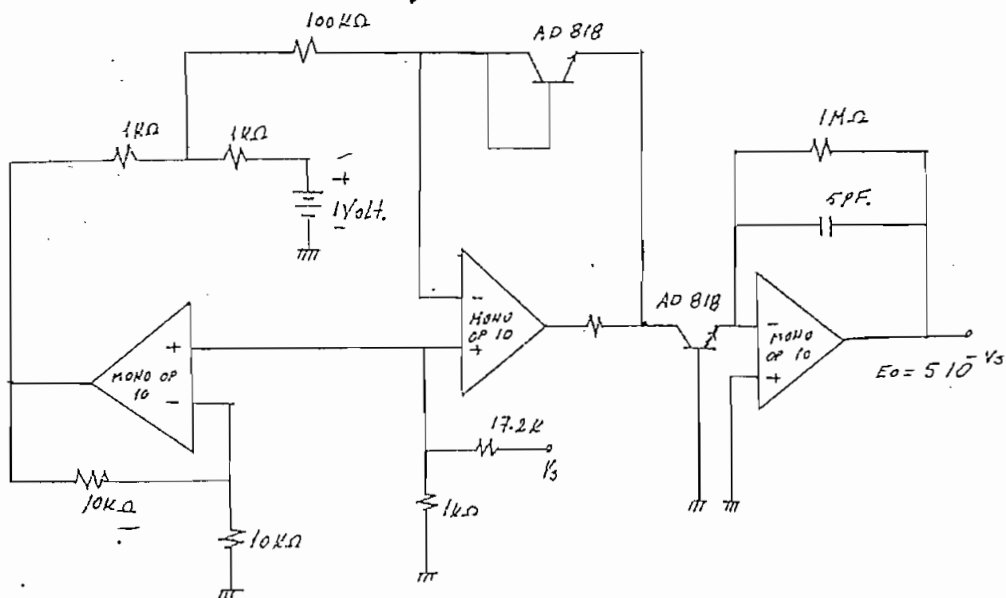 100KΩ
AD 818
1KΩ
1KΩ
+
1Volt.
-
1MΩ
5PF.
-
MONO
OP 10
+
AD 818
-
MONO
OP 10
+
Eo = 5 10^-V3
+
MONO OP
10
-
17.2K
V3
10KΩ
1KΩ
10KΩ